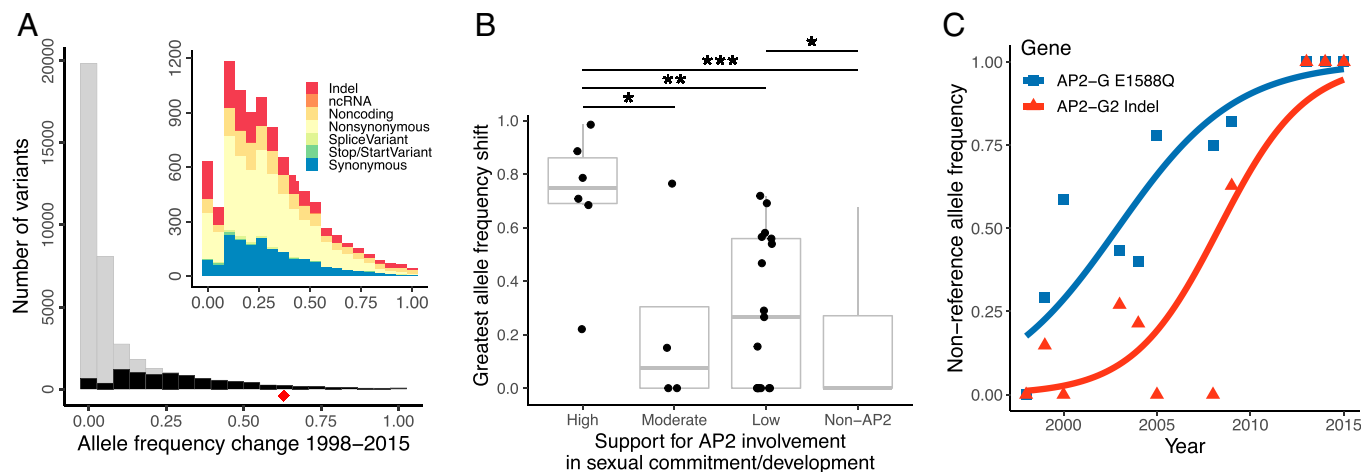 A
Number of variants
20000
15000
10000
5000
0
0.00 0.25 0.50 0.75 1.00
Allele frequency change 1998−2015
1200
900
600
300
0
0.00 0.25 0.50 0.75 1.00
Indel
ncRNA
Noncoding
Nonsynonymous
SpliceVariant
Stop/StartVariant
Synonymous
B
Greatest allele frequency shift
1.0
0.8
0.6
0.4
0.2
0.0
*
***
**
*
High Moderate Low Non−AP2
Support for AP2 involvement
in sexual commitment/development
C
Non−reference allele frequency
1.00
0.75
0.50
0.25
0.00
Gene
AP2−G E1588Q
AP2−G2 Indel
2000 2005 2010 2015
Year